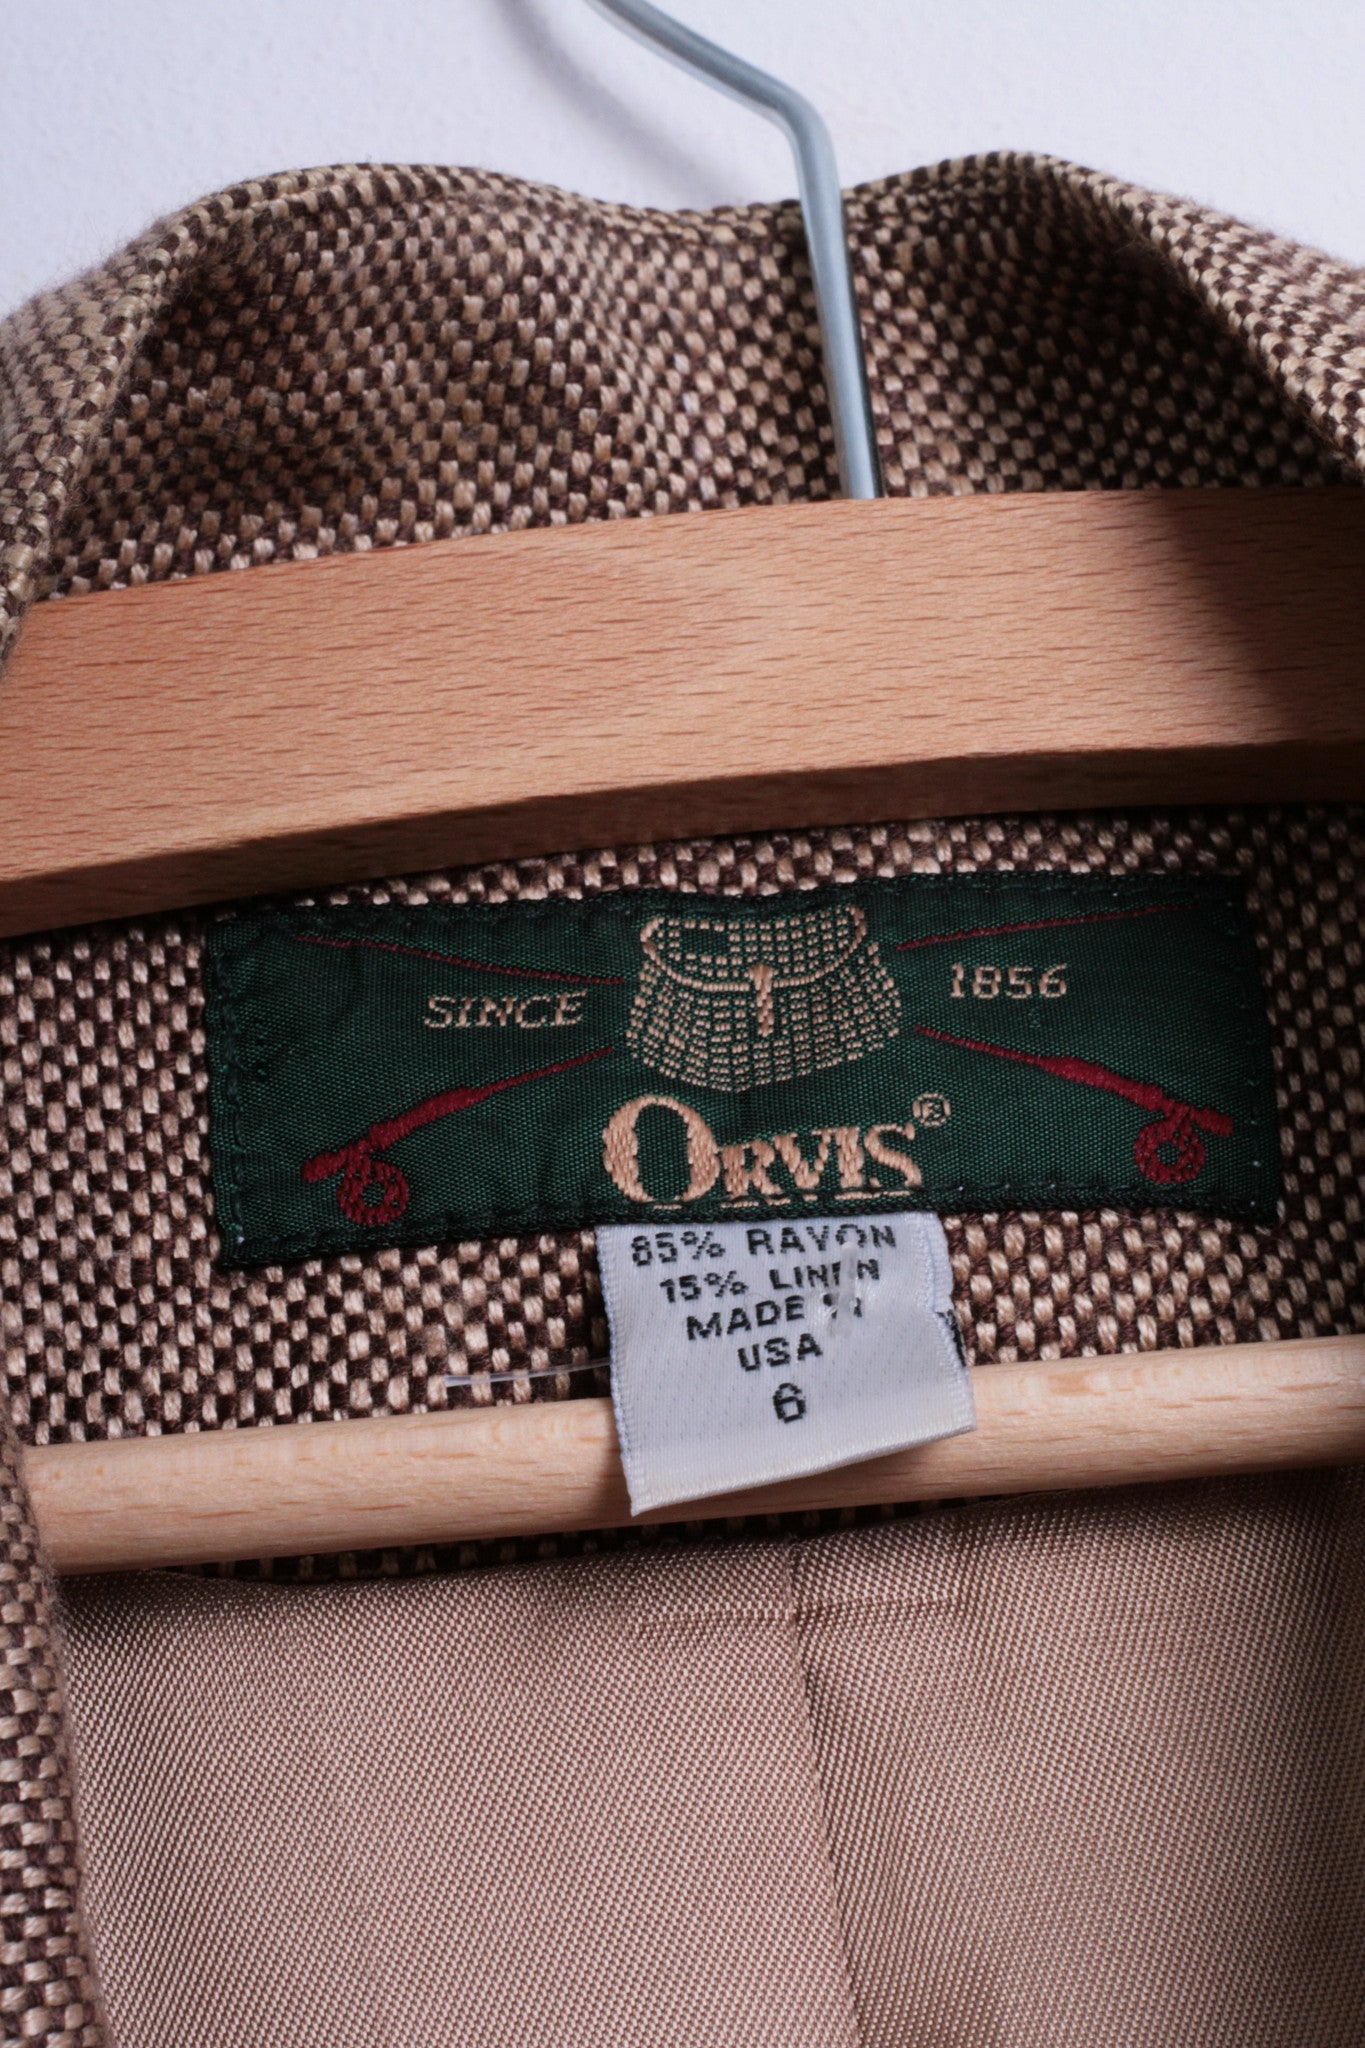 SINCE 1856
ORVIS®
85% RAYON
15% LINEN
MADE IN
USA
6